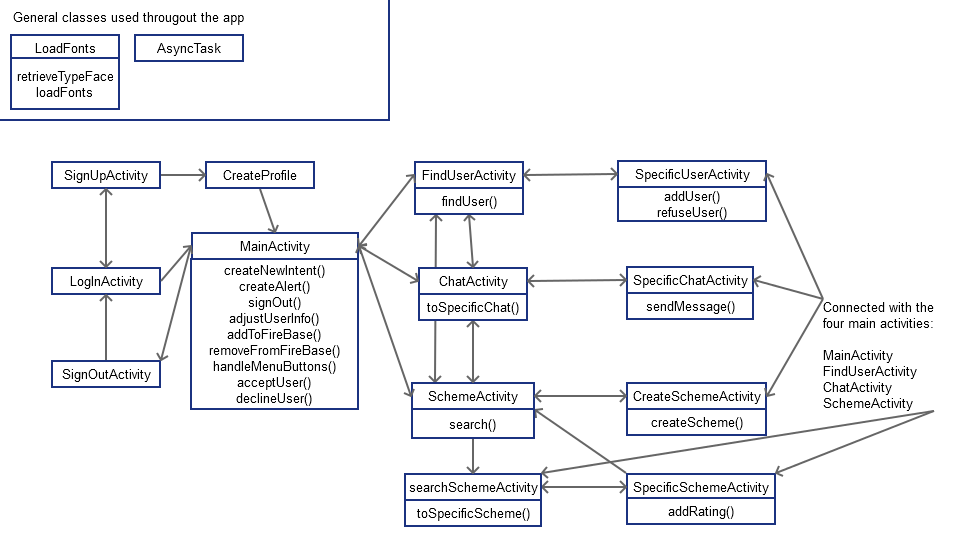 General classes used througout the app
LoadFonts
AsyncTask
retrieveTypeFace
loadFonts
SignUpActivity
CreateProfile
FindUserActivity
findUser()
SpecificUserActivity
addUser()
refuseUser()
MainActivity
createNewIntent()
createAlert()
signOut()
adjustUserInfo()
addToFireBase()
removeFromFireBase()
handleMenuButtons()
acceptUser()
declineUser()
LogInActivity
SignOutActivity
ChatActivity
toSpecificChat()
SpecificChatActivity
sendMessage()
Connected with the
four main activities:
MainActivity
FindUserActivity
ChatActivity
SchemeActivity
SchemeActivity
search()
CreateSchemeActivity
createScheme()
searchSchemeActivity
toSpecificScheme()
SpecificSchemeActivity
addRating()